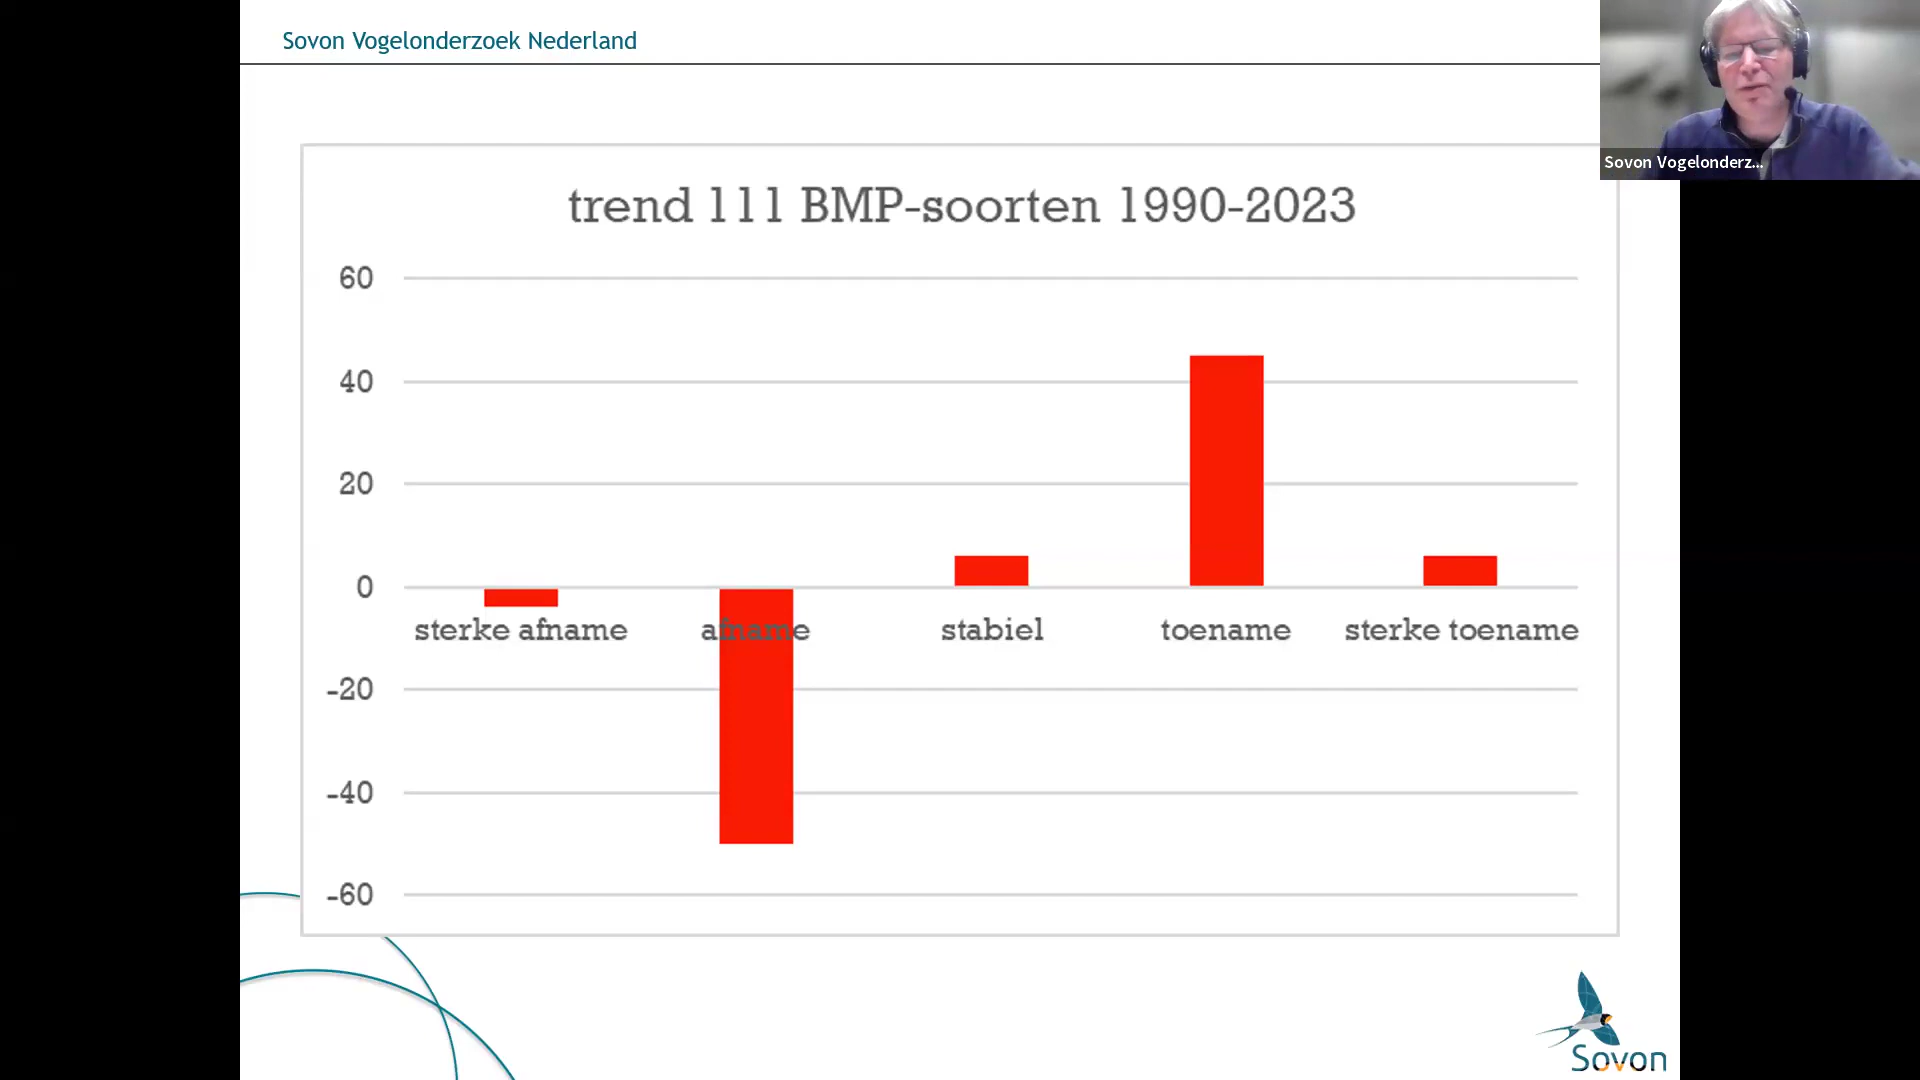 Sovon Vogelonderzoek Nederland
Sovon Vogelonderz...
trend 111 BMP-soorten 1990-2023
60
40
20
0
sterke afname
afname
stabiel
toename
sterke toename
-20
-40
-60
Sovon